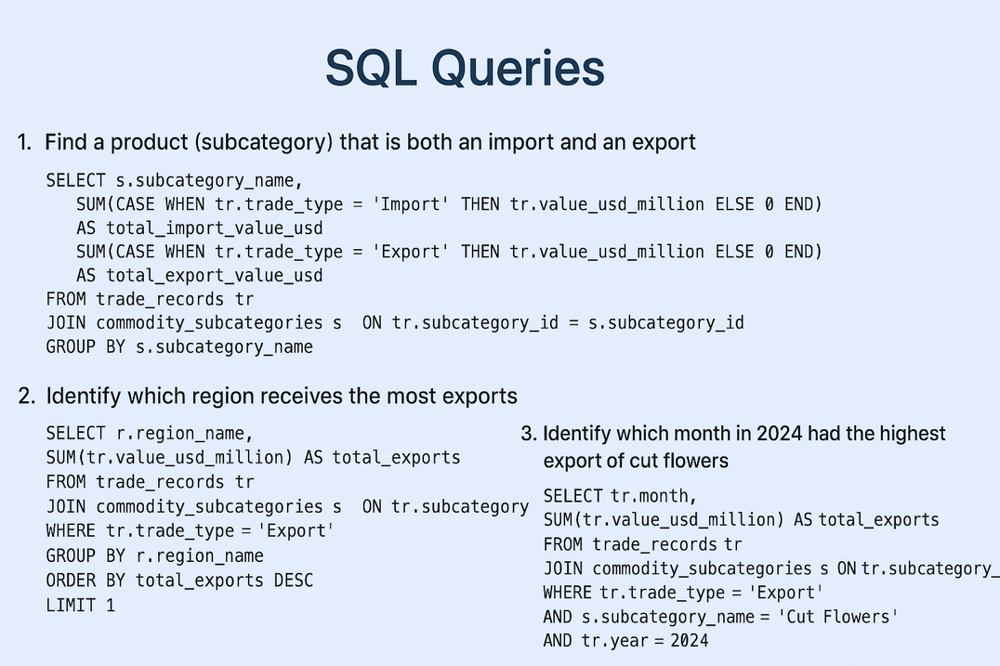 SQL Queries
1. Find a product (subcategory) that is both an import and an export
SELECT s.subcategory_name,
SUM(CASE WHEN tr.trade_type = 'Import' THEN tr.value_usd_million ELSE 0 END)
AS total_import_value_usd
SUM(CASE WHEN tr.trade_type = 'Export' THEN tr.value_usd_million ELSE 0 END)
AS total_export_value_usd
FROM trade_records tr
JOIN commodity_subcategories s ON tr.subcategory_id = s.subcategory_id
GROUP BY s.subcategory_name
2. Identify which region receives the most exports
SELECT r.region_name,
SUM(tr.value_usd_million) AS total_exports
FROM trade_records tr
JOIN commodity_subcategories s ON tr.subcategory
WHERE tr.trade_type = 'Export'
GROUP BY r.region_name
ORDER BY total_exports DESC
LIMIT 1
3. Identify which month in 2024 had the highest
export of cut flowers
SELECT tr.month,
SUM(tr.value_usd_million) AS total_exports
FROM trade_records tr
JOIN commodity_subcategories s ON tr.subcategory_
WHERE tr.trade_type = 'Export'
AND s.subcategory_name = 'Cut Flowers'
AND tr.year = 2024